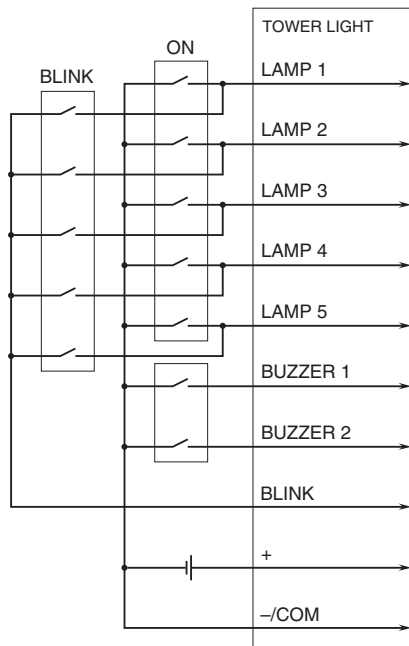 TOWER LIGHT
ON
BLINK
LAMP 1
LAMP 2
LAMP 3
LAMP 4
LAMP 5
BUZZER 1
BUZZER 2
BLINK
+
–/COM